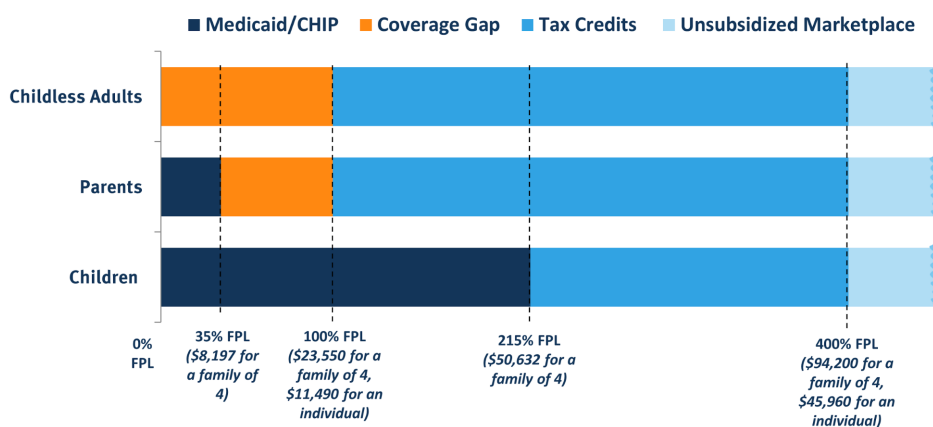 Medicaid/CHIP Coverage Gap Tax Credits Unsubsidized Marketplace
Childless Adults
Parents
Children
0%
FPL
35% FPL
($8,197 for
a family of
4)
100% FPL
($23,550 for a
family of 4,
$11,490 for an
individual)
215% FPL
($50,632 for a
family of 4)
400% FPL
($94,200 for a
family of 4,
$45,960 for an
individual)